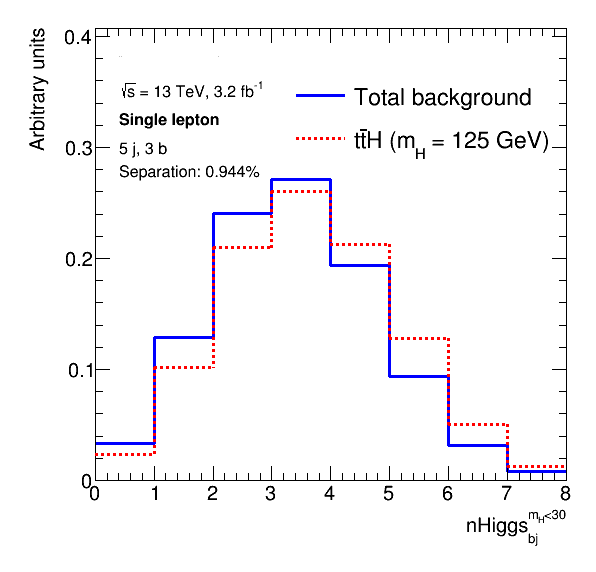 0.4
0.3
0.2
0.1
0
Arbitrary units
√s = 13 TeV, 3.2 fb⁻¹
Single lepton
5 j, 3 b
Separation: 0.944%
Total background
tt̄H (m_H = 125 GeV)
0 1 2 3 4 5 6 7 8
nHiggs_bj^m_H<30